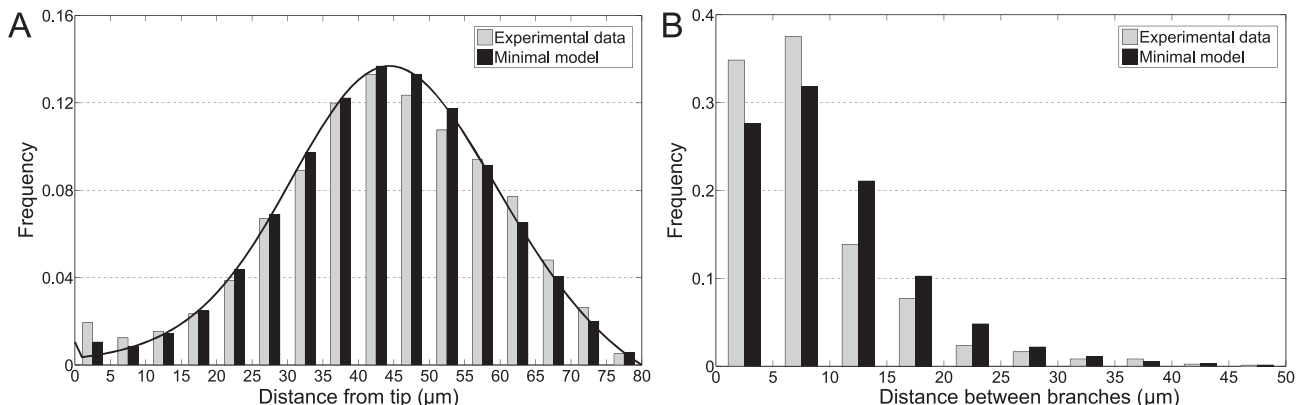 A
0.16
0.12
0.08
0.04
0
Frequency
Experimental data
Minimal model
0 5 10 15 20 25 30 35 40 45 50 55 60 65 70 75 80
Distance from tip (µm)
B
0.4
0.3
0.2
0.1
0
Frequency
Experimental data
Minimal model
0 5 10 15 20 25 30 35 40 45 50
Distance between branches (µm)